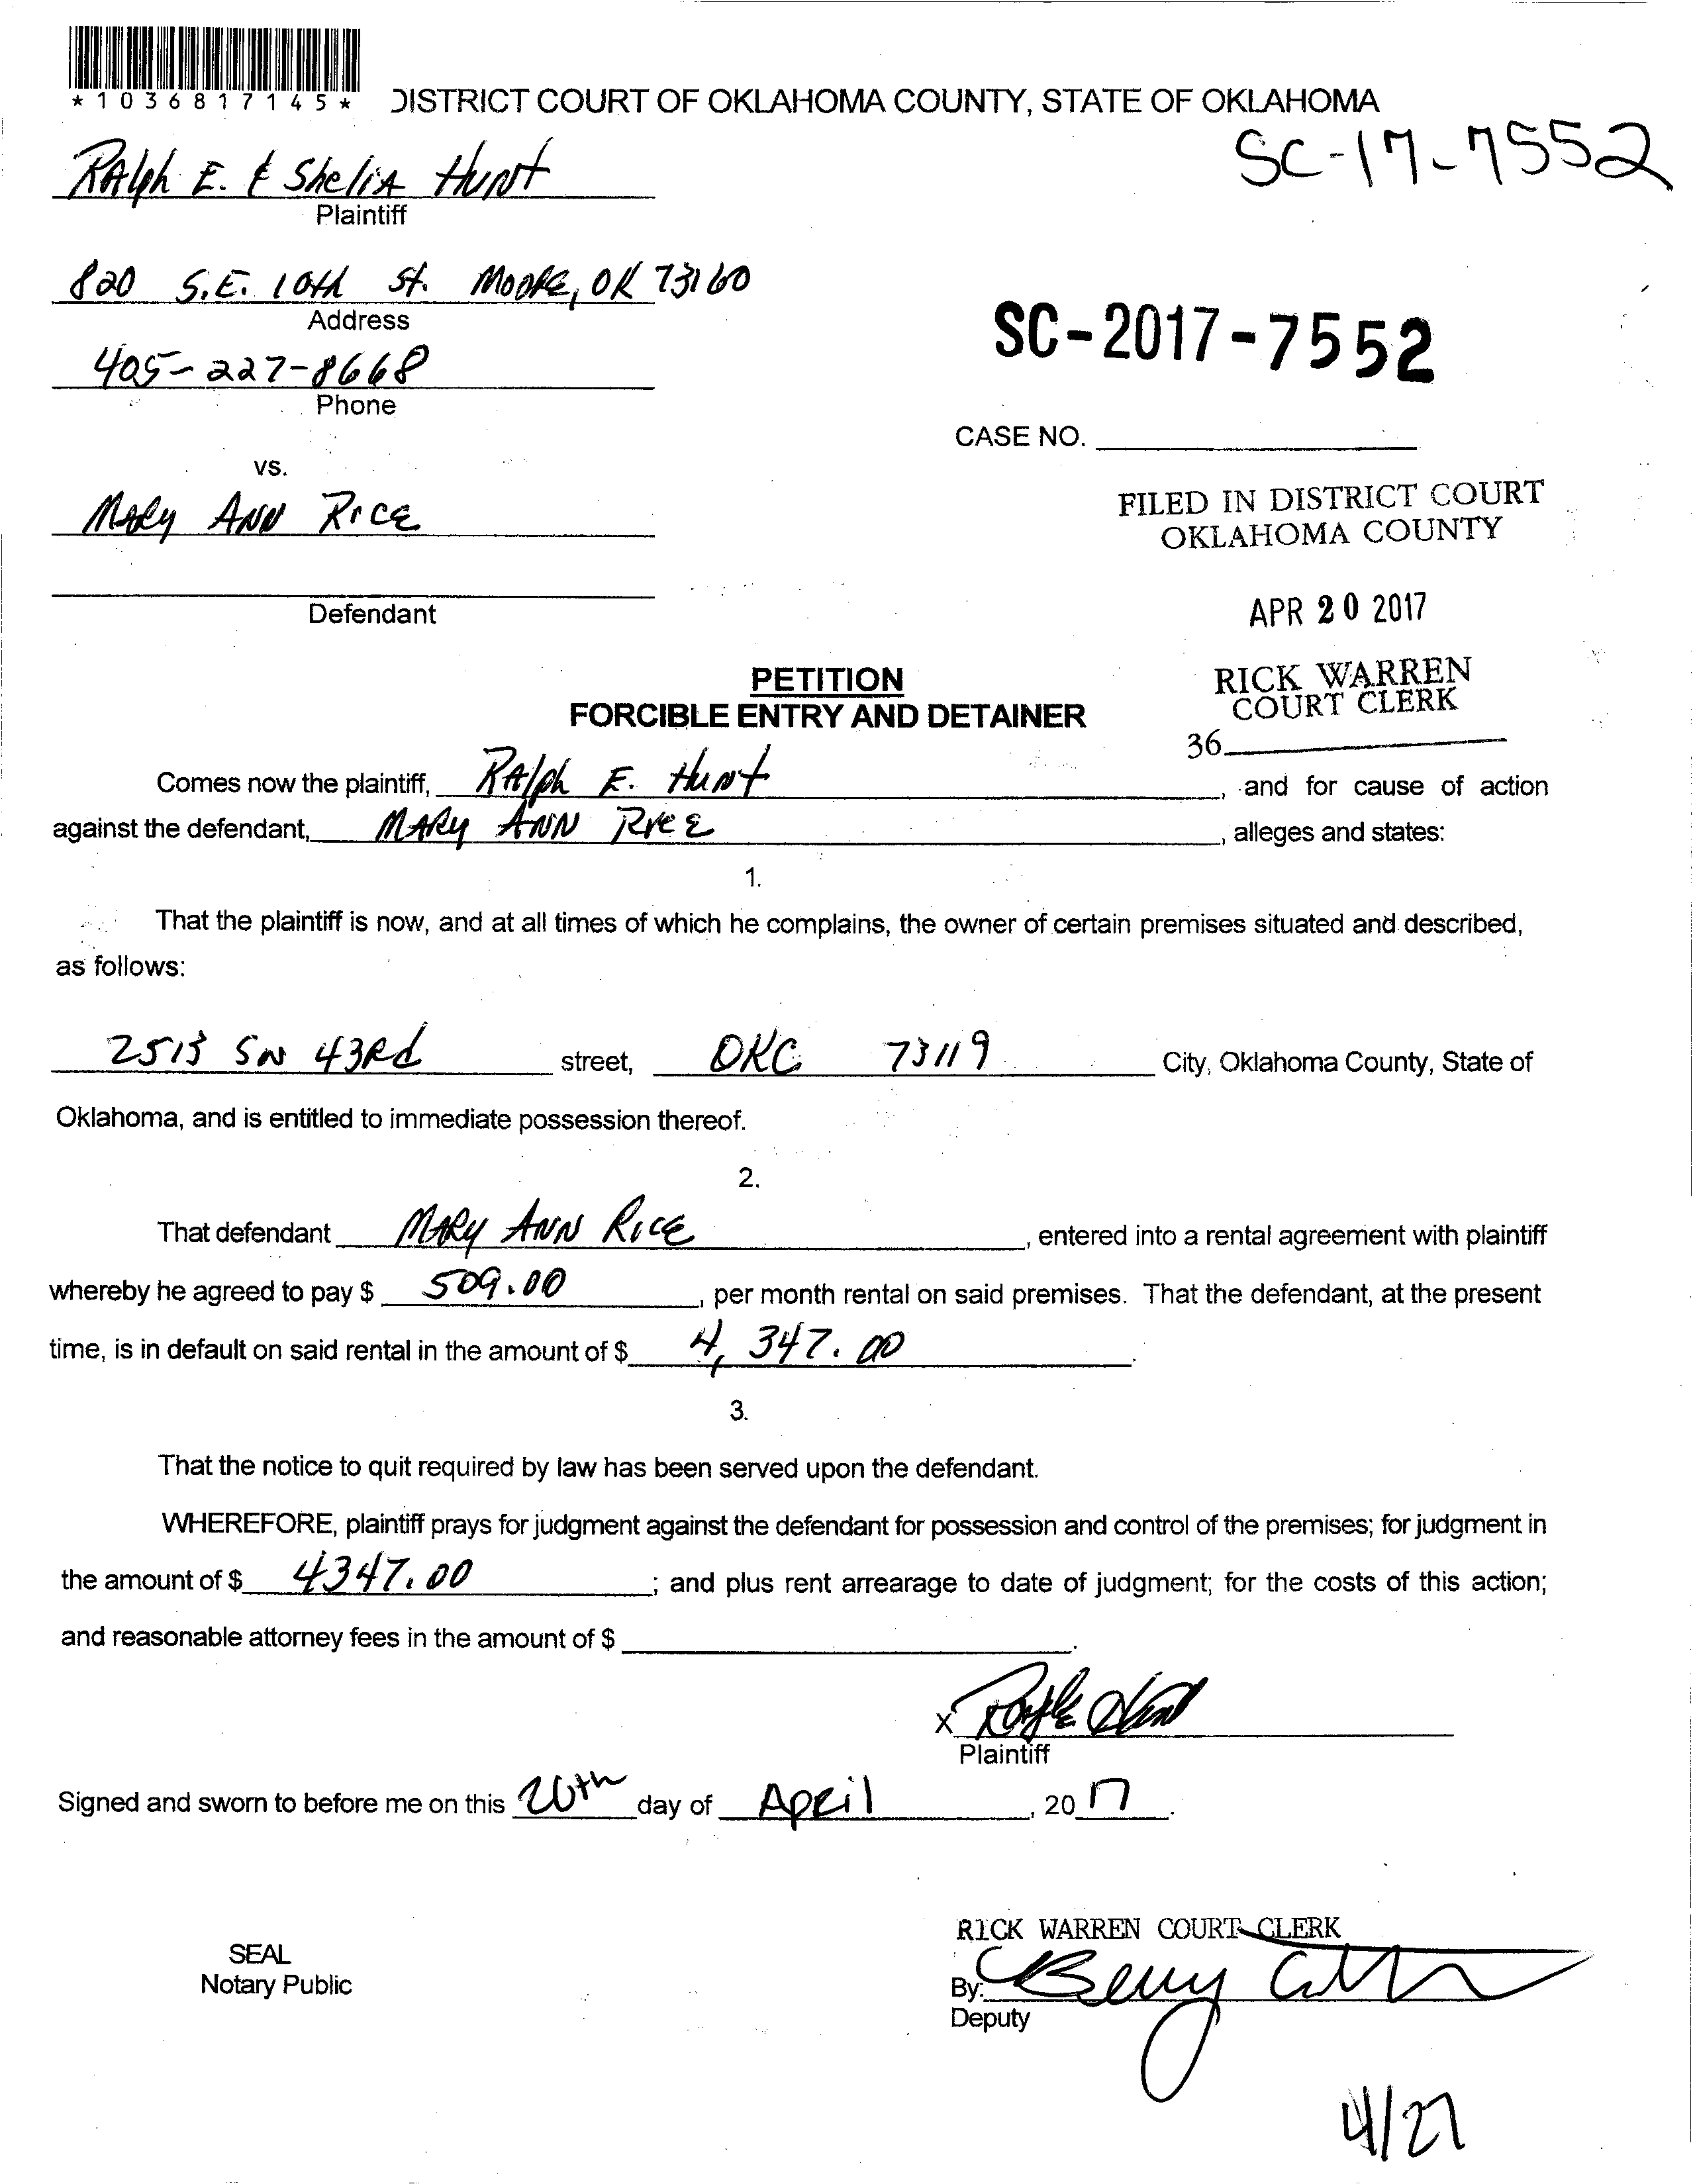 *1036817145*
DISTRICT COURT OF OKLAHOMA COUNTY, STATE OF OKLAHOMA
SC-17-7552
RAlph E. & SheliA Hunt
Plaintiff
820 S.E. 10th St. Moore, OK 73160
Address
SC-2017-7552
405-227-8668
Phone
CASE NO.
vs.
MARy ANN RICE
FILED IN DISTRICT COURT
OKLAHOMA COUNTY
Defendant
APR 20 2017
PETITION
FORCIBLE ENTRY AND DETAINER
RICK WARREN
COURT CLERK
36
Comes now the plaintiff, RAlph E. Hunt, and for cause of action
against the defendant, MARy ANN RICE, alleges and states:
1.
That the plaintiff is now, and at all times of which he complains, the owner of certain premises situated and described,
as follows:
2513 SW 43Rd street, OKC 73119 City, Oklahoma County, State of
Oklahoma, and is entitled to immediate possession thereof.
2.
That defendant MARy ANN RICE, entered into a rental agreement with plaintiff
whereby he agreed to pay $ 509.00, per month rental on said premises. That the defendant, at the present
time, is in default on said rental in the amount of $ 4,347.00.
3.
That the notice to quit required by law has been served upon the defendant.
WHEREFORE, plaintiff prays for judgment against the defendant for possession and control of the premises; for judgment in
the amount of $ 4347.00; and plus rent arrearage to date of judgment; for the costs of this action;
and reasonable attorney fees in the amount of $ .
X
Plaintiff
Signed and sworn to before me on this 20th day of April, 2017.
RICK WARREN COURT CLERK
SEAL
Notary Public
By:
Deputy
4/27